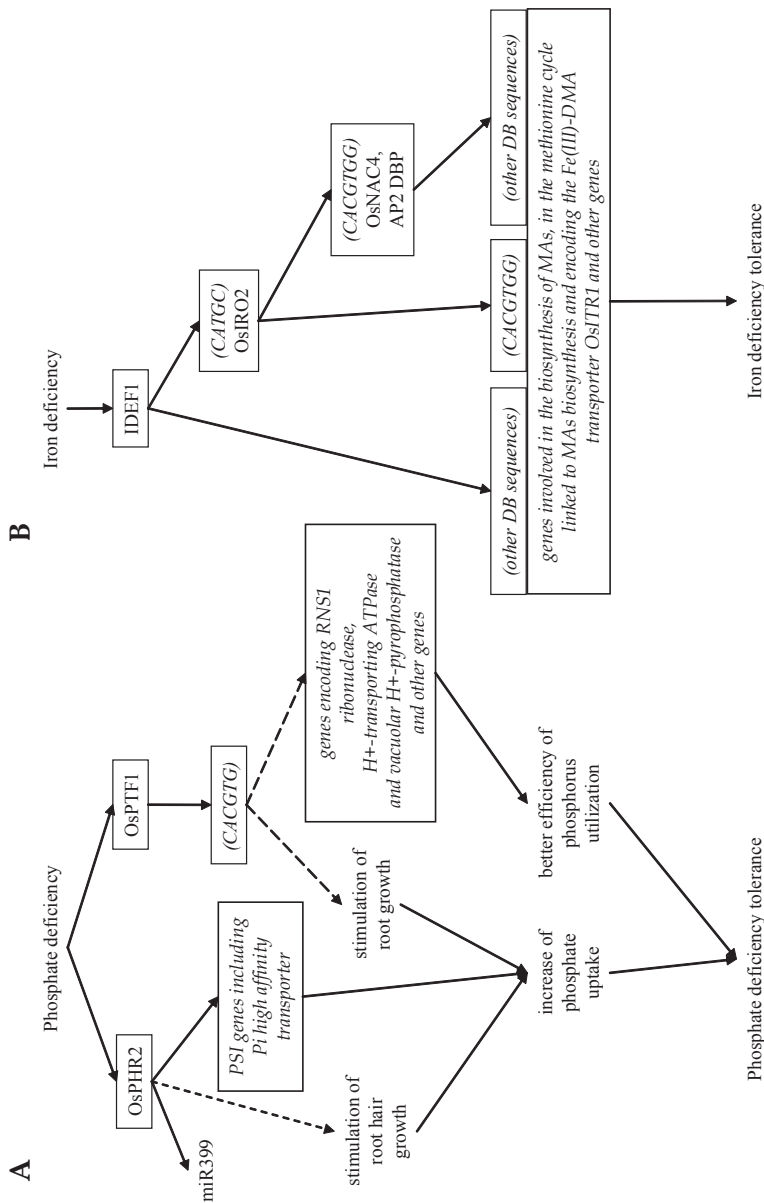 A
Phosphate deficiency
OsPHR2
OsPTF1
miR399
PSI genes including
Pi high affinity
transporter
(CACGTG)
stimulation of
root hair
growth
stimulation of
root growth
genes encoding RNS1
ribonuclease,
H+-transporting ATPase
and vacuolar H+-pyrophosphatase
and other genes
increase of
phosphate
uptake
better efficiency of
phosphorus
utilization
Phosphate deficiency tolerance
B
Iron deficiency
IDEF1
(CATGC)
OsIRO2
(CACGTGG)
OsNAC4,
AP2 DBP
(other DB sequences)
(CACGTGG)
(other DB sequences)
genes involved in the biosynthesis of MAs, in the methionine cycle
linked to MAs biosynthesis and encoding the Fe(III)-DMA
transporter OsITR1 and other genes
Iron deficiency tolerance